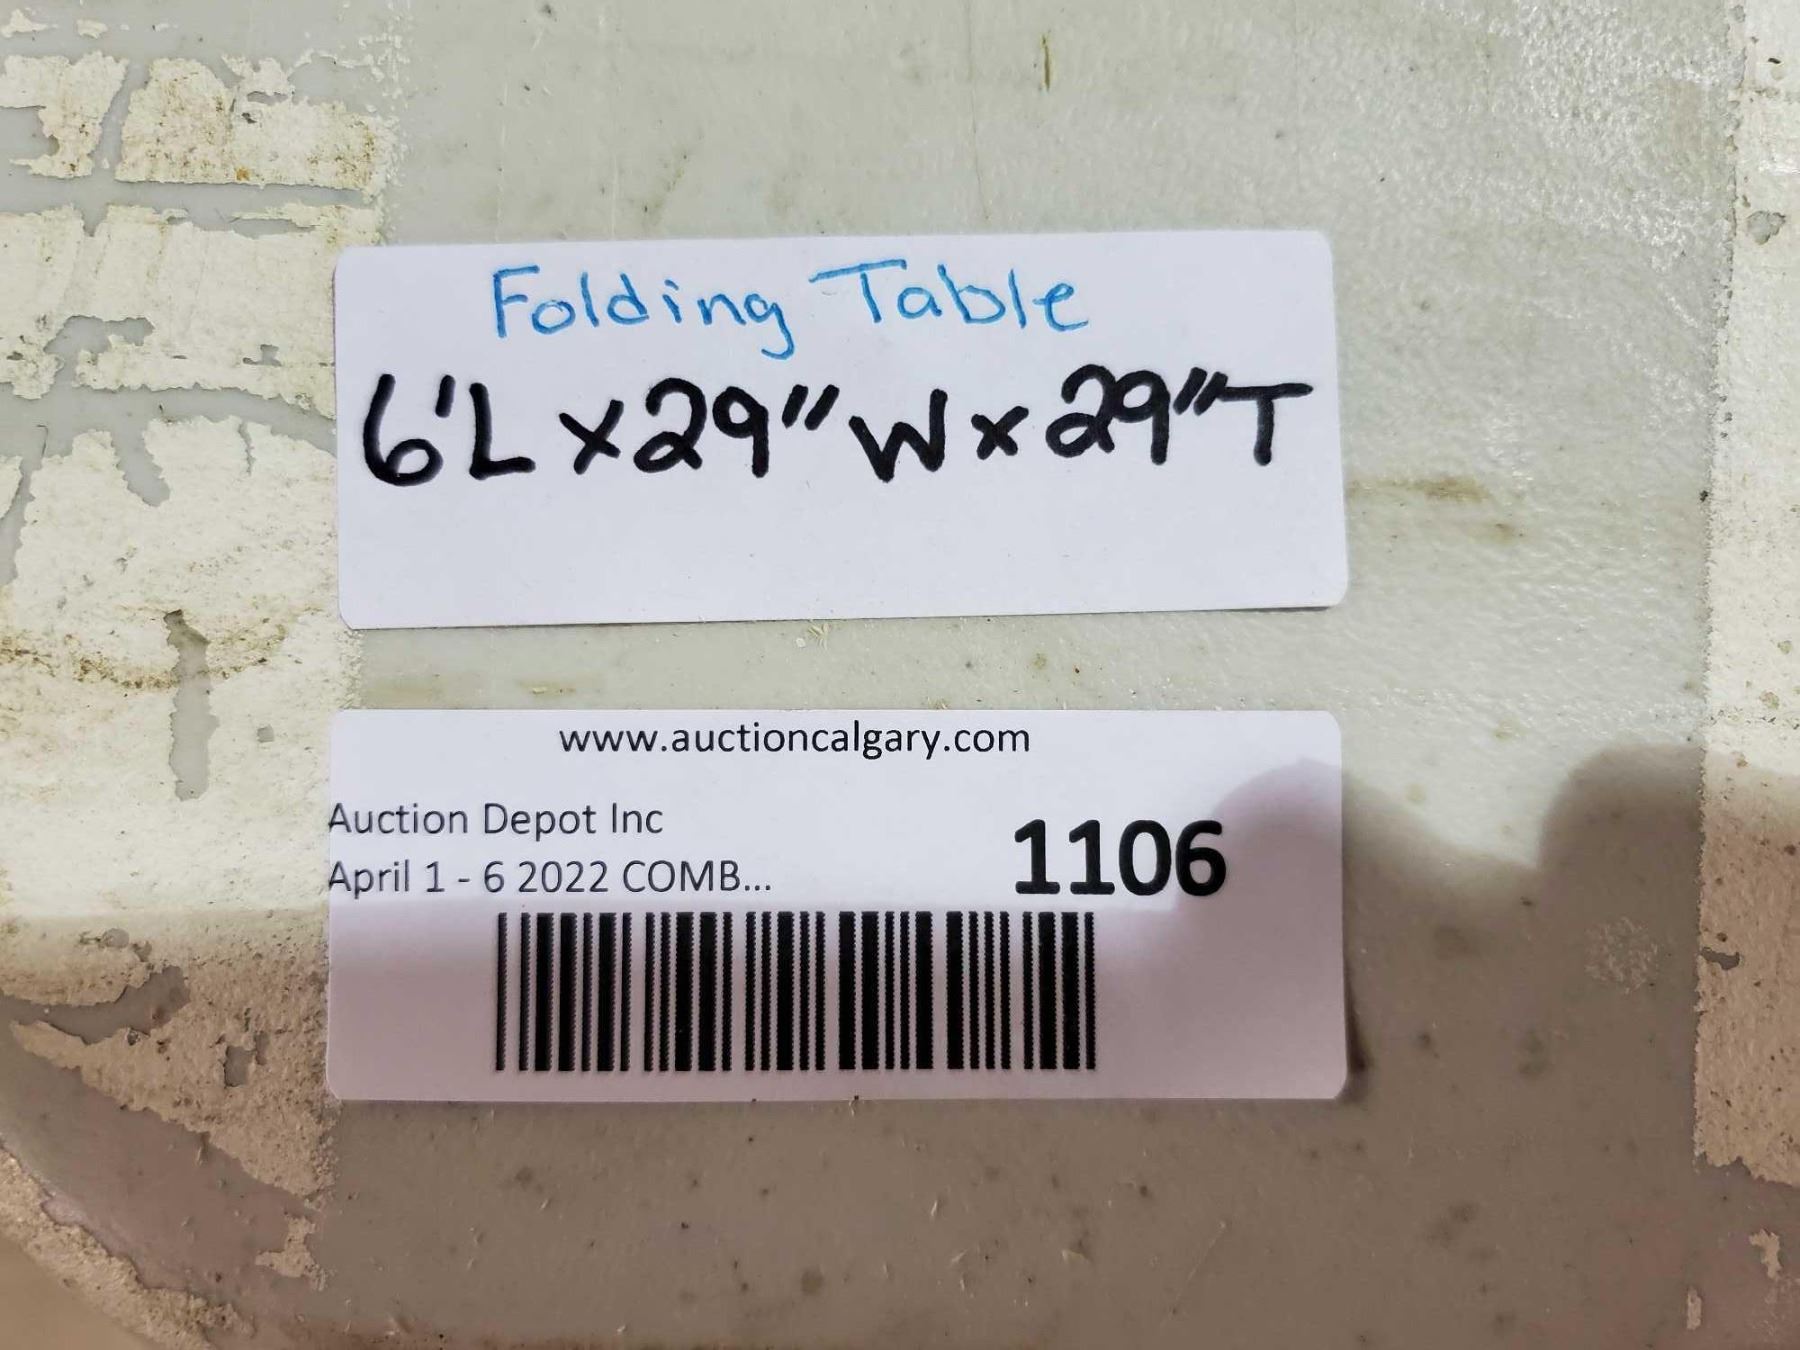 Folding Table
6'L x 29" W x 29"T
www.auctioncalgary.com
Auction Depot Inc
1106
April 1 - 6 2022 COMB...